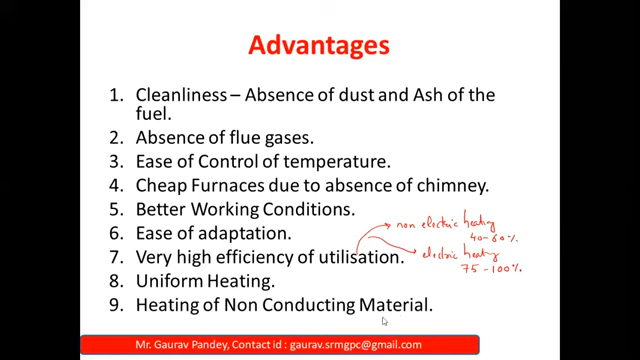 Advantages
1. Cleanliness – Absence of dust and Ash of the
fuel.
2. Absence of flue gases.
3. Ease of Control of temperature.
4. Cheap Furnaces due to absence of chimney.
5. Better Working Conditions.
6. Ease of adaptation.
7. Very high efficiency of utilisation.
8. Uniform Heating.
9. Heating of Non Conducting Material.
non electric heating
40-60%
electric heating
75-100%
Mr. Gaurav Pandey, Contact id : gaurav.srmgpc@gmail.com